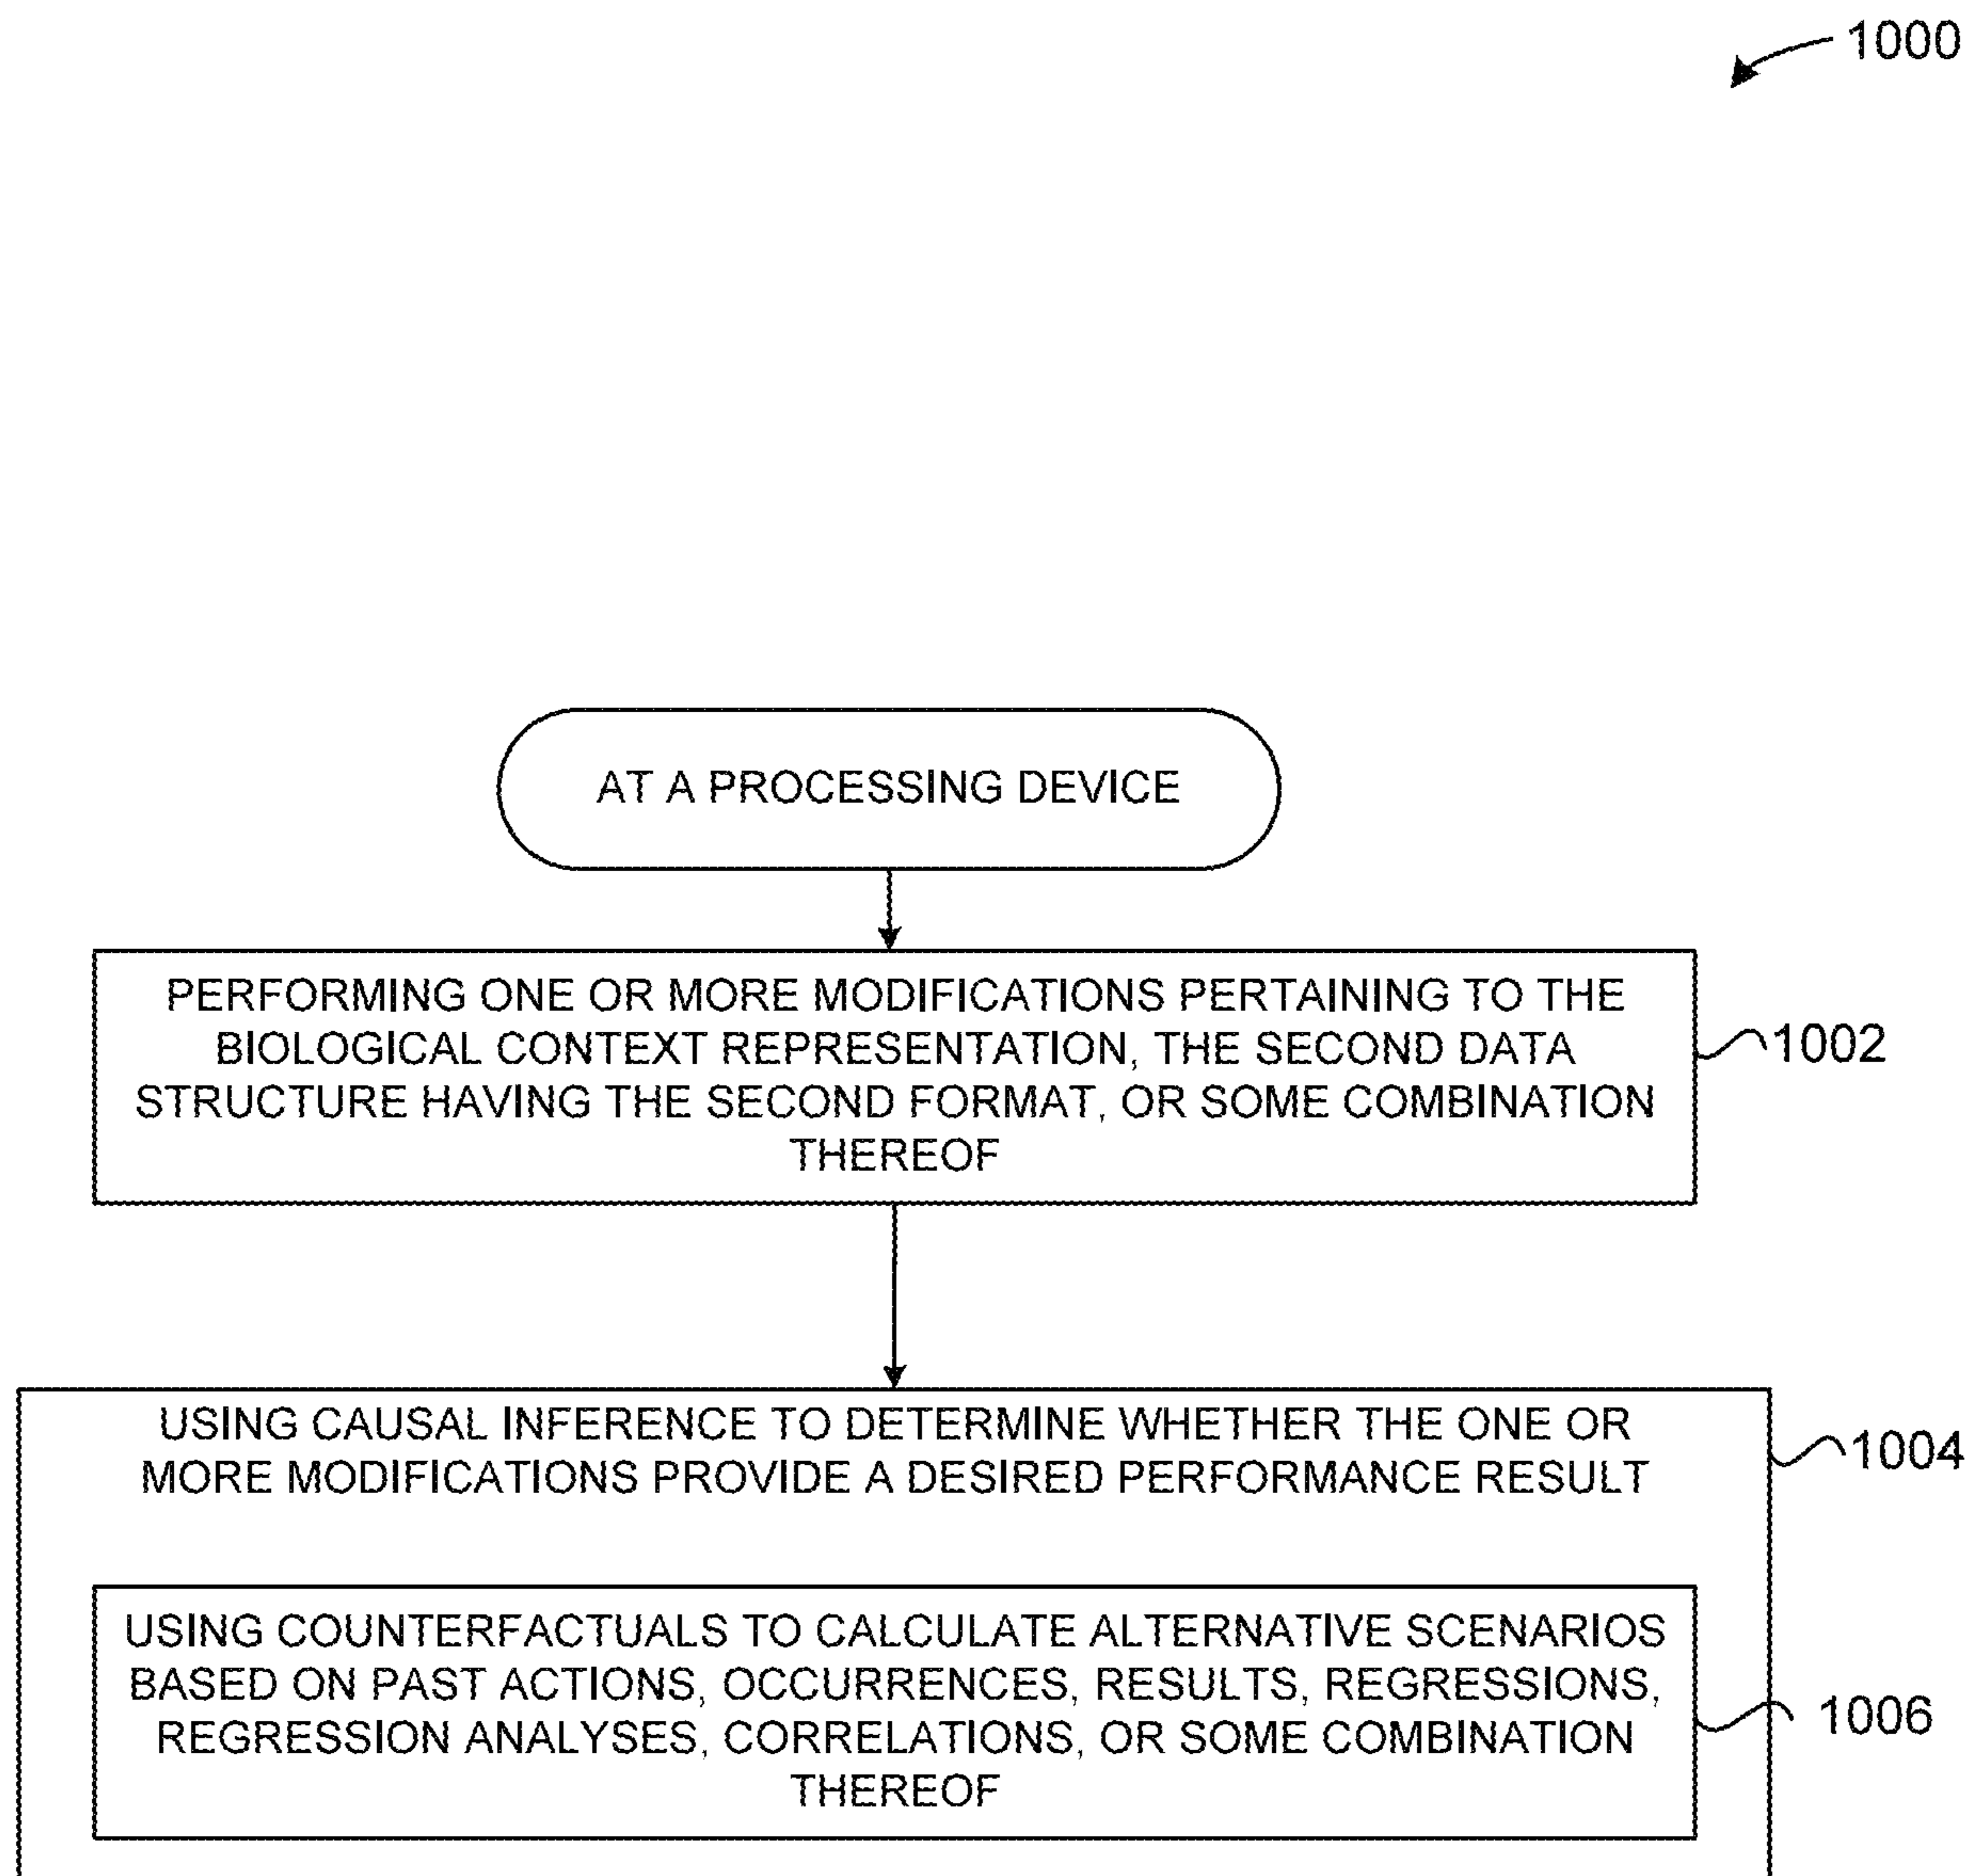 1000
AT A PROCESSING DEVICE
PERFORMING ONE OR MORE MODIFICATIONS PERTAINING TO THE
BIOLOGICAL CONTEXT REPRESENTATION, THE SECOND DATA
STRUCTURE HAVING THE SECOND FORMAT, OR SOME COMBINATION
THEREOF
1002
USING CAUSAL INFERENCE TO DETERMINE WHETHER THE ONE OR
MORE MODIFICATIONS PROVIDE A DESIRED PERFORMANCE RESULT
1004
USING COUNTERFACTUALS TO CALCULATE ALTERNATIVE SCENARIOS
BASED ON PAST ACTIONS, OCCURRENCES, RESULTS, REGRESSIONS,
REGRESSION ANALYSES, CORRELATIONS, OR SOME COMBINATION
THEREOF
1006